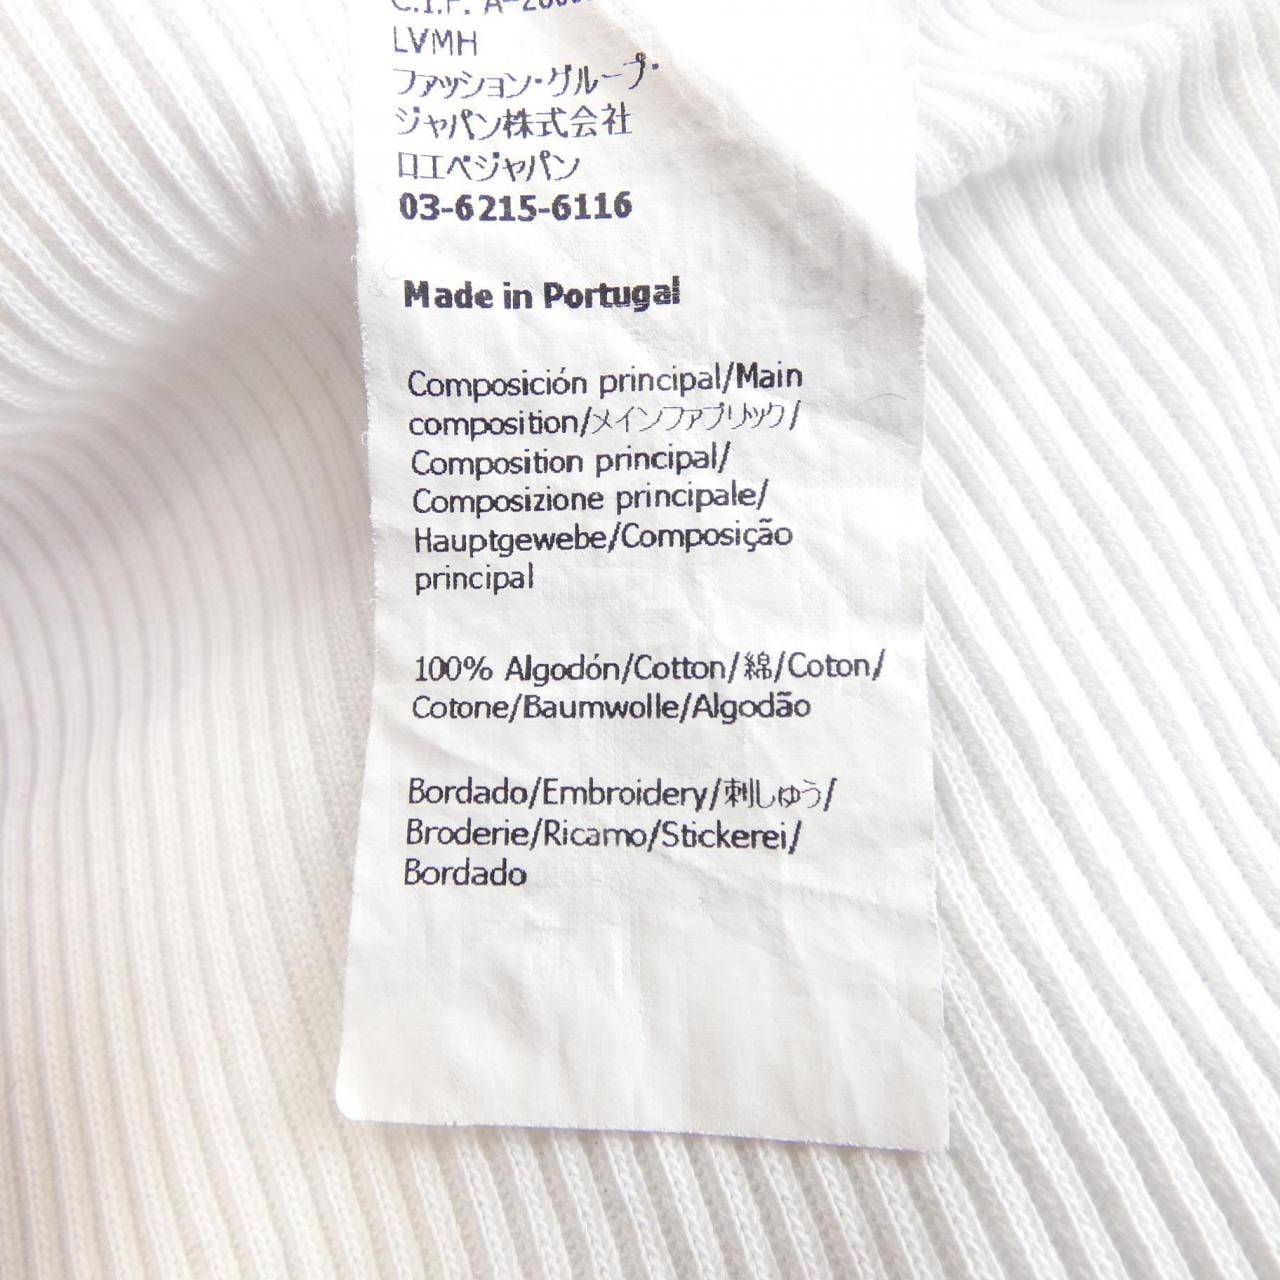 C.I.F.
LVMH
ファッション・グループ・
ジャパン株式会社
ロエベジャパン
03-6215-6116
Made in Portugal
Composición principal/Main
composition/メインファブリック/
Composition principal/
Composizione principale/
Hauptgewebe/Composição
principal
100% Algodón/Cotton/綿/Coton/
Cotone/Baumwolle/Algodão
Bordado/Embroidery/刺しゅう/
Broderie/Ricamo/Stickerei/
Bordado